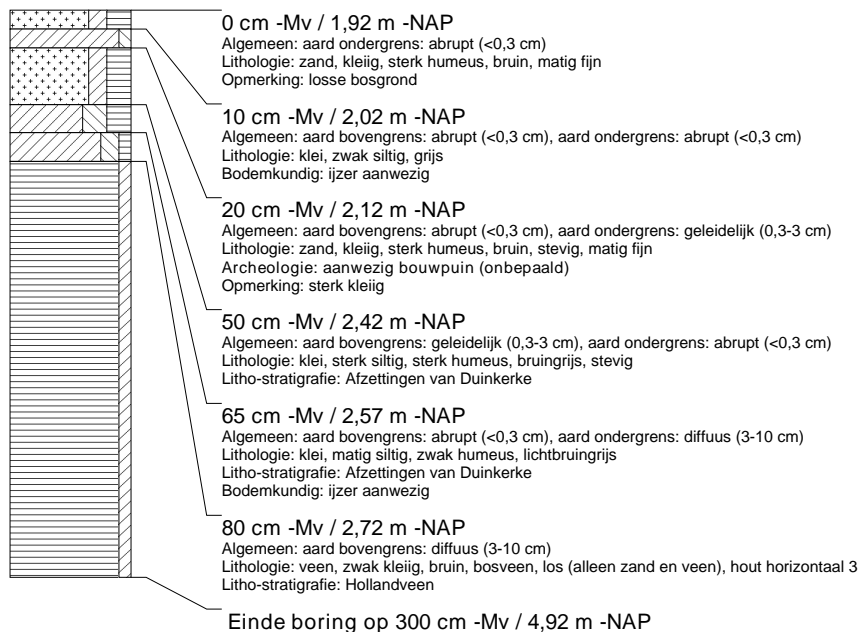 0 cm -Mv / 1,92 m -NAP
Algemeen: aard ondergrens: abrupt (<0,3 cm)
Lithologie: zand, kleiig, sterk humeus, bruin, matig fijn
Opmerking: losse bosgrond
10 cm -Mv / 2,02 m -NAP
Algemeen: aard bovengrens: abrupt (<0,3 cm), aard ondergrens: abrupt (<0,3 cm)
Lithologie: klei, zwak siltig, grijs
Bodemkundig: ijzer aanwezig
20 cm -Mv / 2,12 m -NAP
Algemeen: aard bovengrens: abrupt (<0,3 cm), aard ondergrens: geleidelijk (0,3-3 cm)
Lithologie: zand, kleiig, sterk humeus, bruin, stevig, matig fijn
Archeologie: aanwezig bouwpuin (onbepaald)
Opmerking: sterk kleiig
50 cm -Mv / 2,42 m -NAP
Algemeen: aard bovengrens: geleidelijk (0,3-3 cm), aard ondergrens: abrupt (<0,3 cm)
Lithologie: klei, sterk siltig, sterk humeus, bruingrijs, stevig
Litho-stratigrafie: Afzettingen van Duinkerke
65 cm -Mv / 2,57 m -NAP
Algemeen: aard bovengrens: abrupt (<0,3 cm), aard ondergrens: diffuus (3-10 cm)
Lithologie: klei, matig siltig, zwak humeus, lichtbruingrijs
Litho-stratigrafie: Afzettingen van Duinkerke
Bodemkundig: ijzer aanwezig
80 cm -Mv / 2,72 m -NAP
Algemeen: aard bovengrens: diffuus (3-10 cm)
Lithologie: veen, zwak kleiig, bruin, bosveen, los (alleen zand en veen), hout horizontaal 3
Litho-stratigrafie: Hollandveen
Einde boring op 300 cm -Mv / 4,92 m -NAP